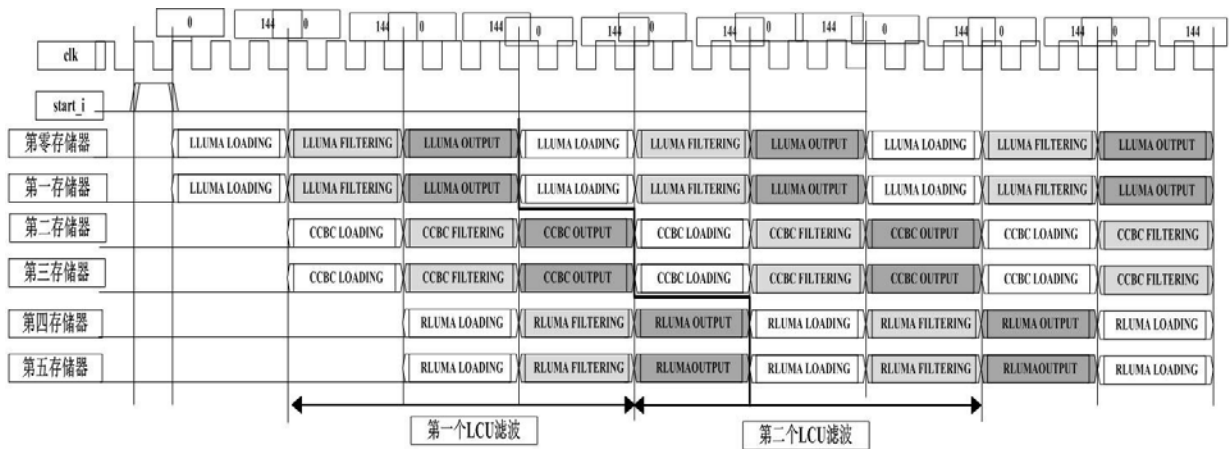 0 144 0 144 0 144 0 144 0 144 0 144 0 144 0 144 0 144
clk
start_i
第零存储器 LLUMA LOADING LLUMA FILTERING LLUMA OUTPUT LLUMA LOADING LLUMA FILTERING LLUMA OUTPUT LLUMA LOADING LLUMA FILTERING LLUMA OUTPUT
第一存储器 LLUMA LOADING LLUMA FILTERING LLUMA OUTPUT LLUMA LOADING LLUMA FILTERING LLUMA OUTPUT LLUMA LOADING LLUMA FILTERING LLUMA OUTPUT
第二存储器 CCBC LOADING CCBC FILTERING CCBC OUTPUT CCBC LOADING CCBC FILTERING CCBC OUTPUT CCBC LOADING CCBC FILTERING
第三存储器 CCBC LOADING CCBC FILTERING CCBC OUTPUT CCBC LOADING CCBC FILTERING CCBC OUTPUT CCBC LOADING CCBC FILTERING
第四存储器 RLUMA LOADING RLUMA FILTERING RLUMA OUTPUT RLUMA LOADING RLUMA FILTERING RLUMA OUTPUT RLUMA LOADING
第五存储器 RLUMA LOADING RLUMA FILTERING RLUMAOUTPUT RLUMA LOADING RLUMA FILTERING RLUMAOUTPUT RLUMA LOADING
第一个LCU滤波 第二个LCU滤波